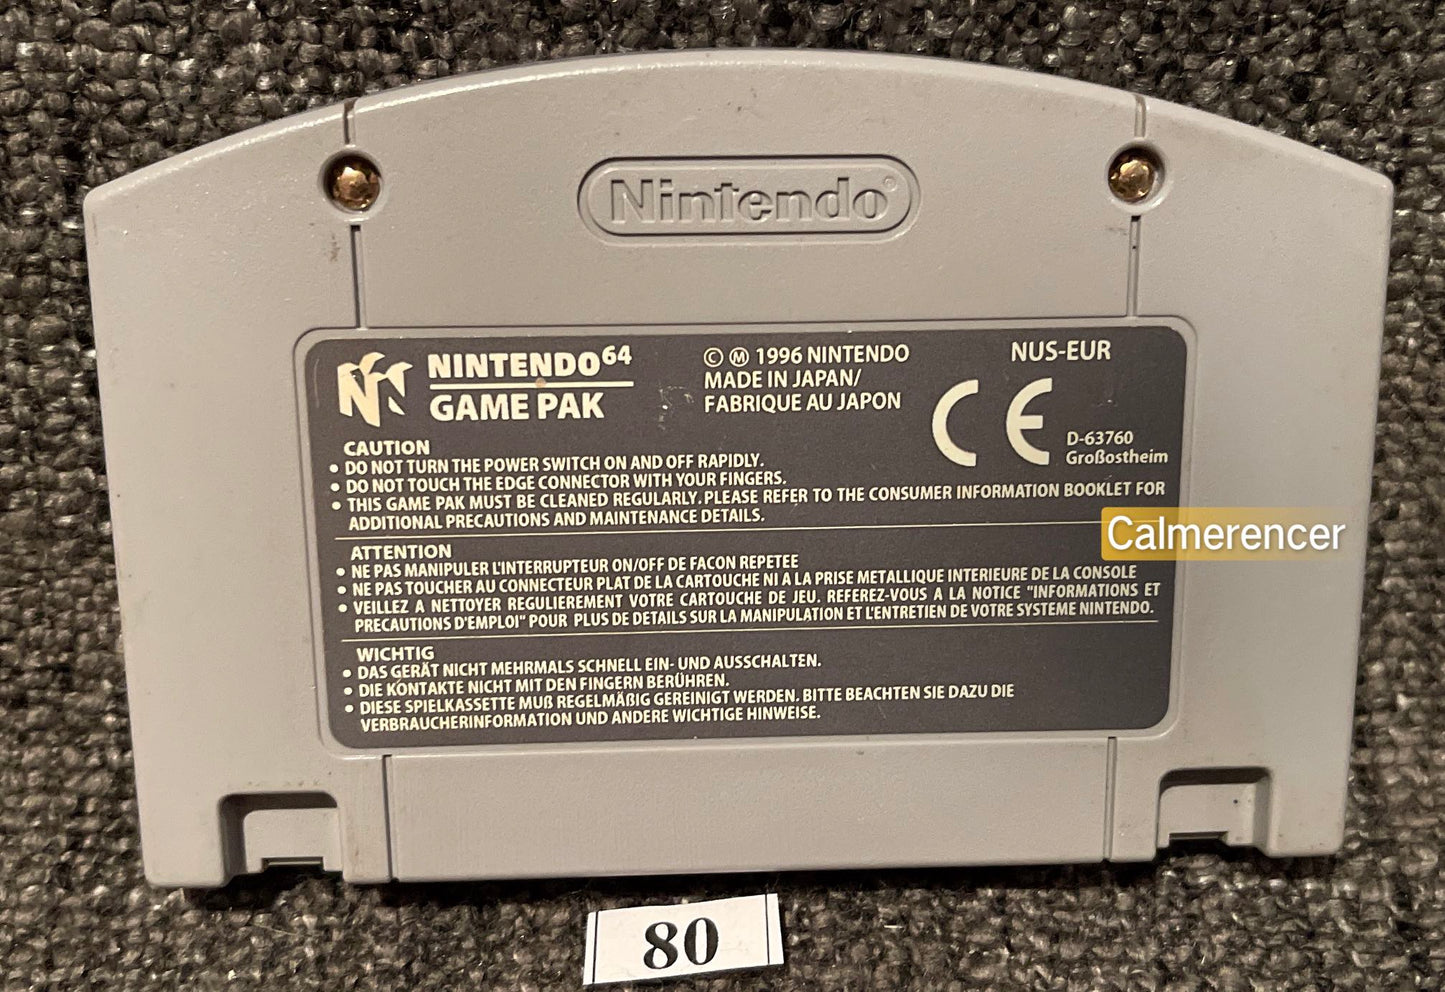 Nintendo®
NINTENDO64
GAME PAK
© Ⓜ 1996 NINTENDO
MADE IN JAPAN/
FABRIQUE AU JAPON
NUS-EUR
CE
D-63760
Großostheim
CAUTION
• DO NOT TURN THE POWER SWITCH ON AND OFF RAPIDLY.
• DO NOT TOUCH THE EDGE CONNECTOR WITH YOUR FINGERS.
• THIS GAME PAK MUST BE CLEANED REGULARLY. PLEASE REFER TO THE CONSUMER INFORMATION BOOKLET FOR
ADDITIONAL PRECAUTIONS AND MAINTENANCE DETAILS.
Calmerencer
ATTENTION
• NE PAS MANIPULER L'INTERRUPTEUR ON/OFF DE FACON REPETEE
• NE PAS TOUCHER AU CONNECTEUR PLAT DE LA CARTOUCHE NI A LA PRISE METALLIQUE INTERIEURE DE LA CONSOLE
• VEILLEZ A NETTOYER REGULIEREMENT VOTRE CARTOUCHE DE JEU. REFEREZ-VOUS A LA NOTICE "INFORMATIONS ET
PRECAUTIONS D'EMPLOI" POUR PLUS DE DETAILS SUR LA MANIPULATION ET L'ENTRETIEN DE VOTRE SYSTEME NINTENDO.
WICHTIG
• DAS GERÄT NICHT MEHRMALS SCHNELL EIN- UND AUSSCHALTEN.
• DIE KONTAKTE NICHT MIT DEN FINGERN BERÜHREN.
• DIESE SPIELKASSETTE MUß REGELMÄßIG GEREINIGT WERDEN. BITTE BEACHTEN SIE DAZU DIE
VERBRAUCHERINFORMATION UND ANDERE WICHTIGE HINWEISE.
80